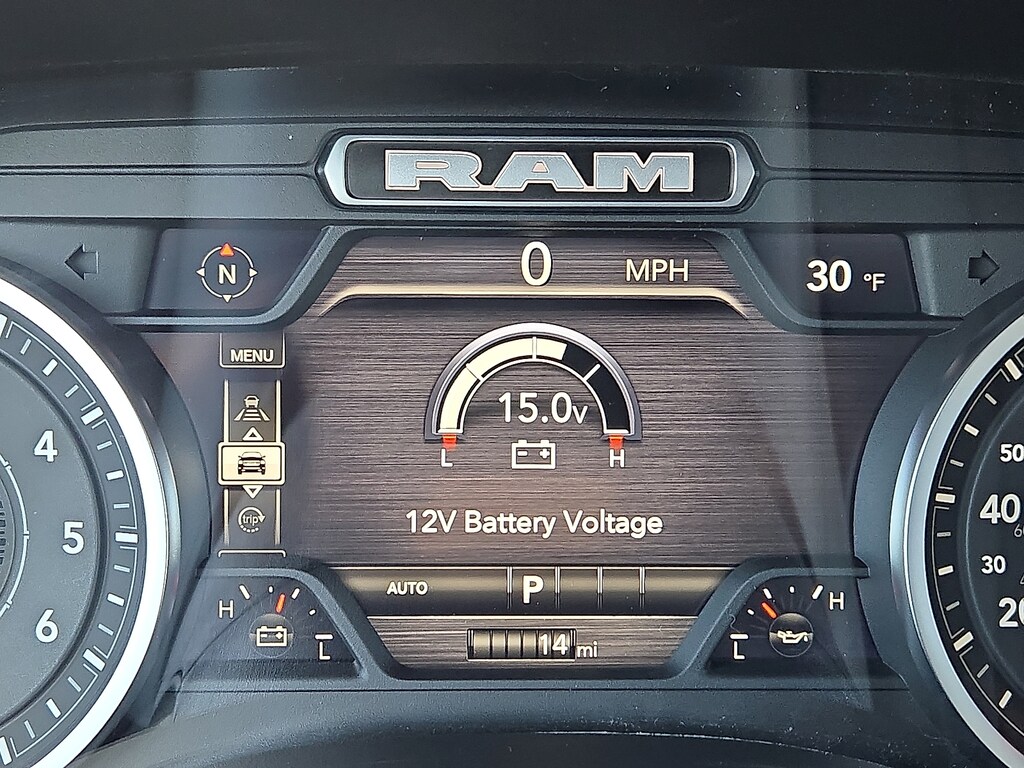 RAM
N
0 MPH
30 °F
MENU
15.0V
L H
trip
12V Battery Voltage
AUTO P
H L
14 mi
L H
4
5
6
50
40
30